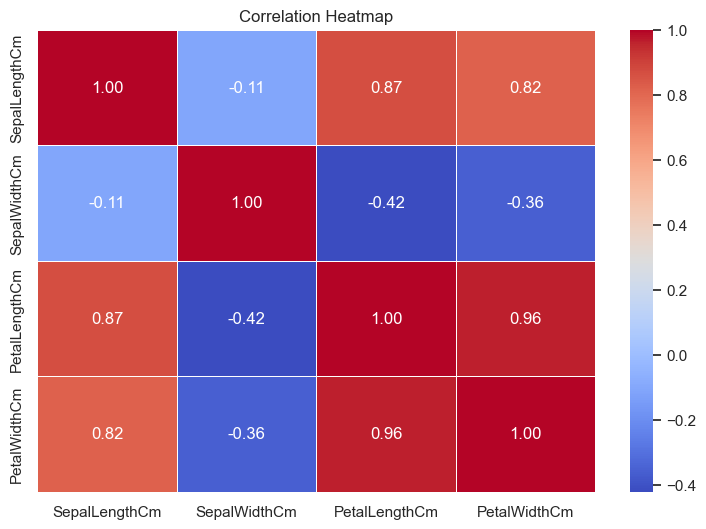 Correlation Heatmap
SepalLengthCm
1.00 -0.11 0.87 0.82
SepalWidthCm
-0.11 1.00 -0.42 -0.36
PetalLengthCm
0.87 -0.42 1.00 0.96
PetalWidthCm
0.82 -0.36 0.96 1.00
SepalLengthCm SepalWidthCm PetalLengthCm PetalWidthCm
1.0
0.8
0.6
0.4
0.2
0.0
−0.2
−0.4